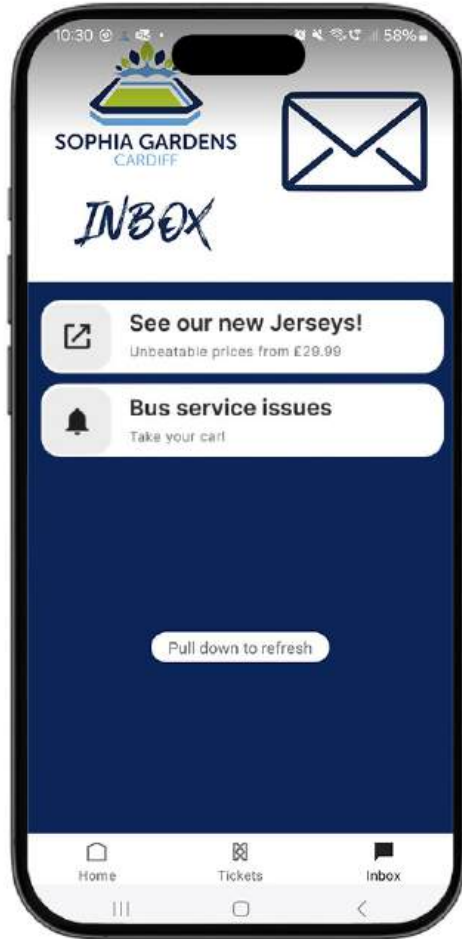 10:30
58%
SOPHIA GARDENS
CARDIFF
INBOX
See our new Jerseys!
Unbeatable prices from £29.99
Bus service issues
Take your car!
Pull down to refresh
Home
Tickets
Inbox